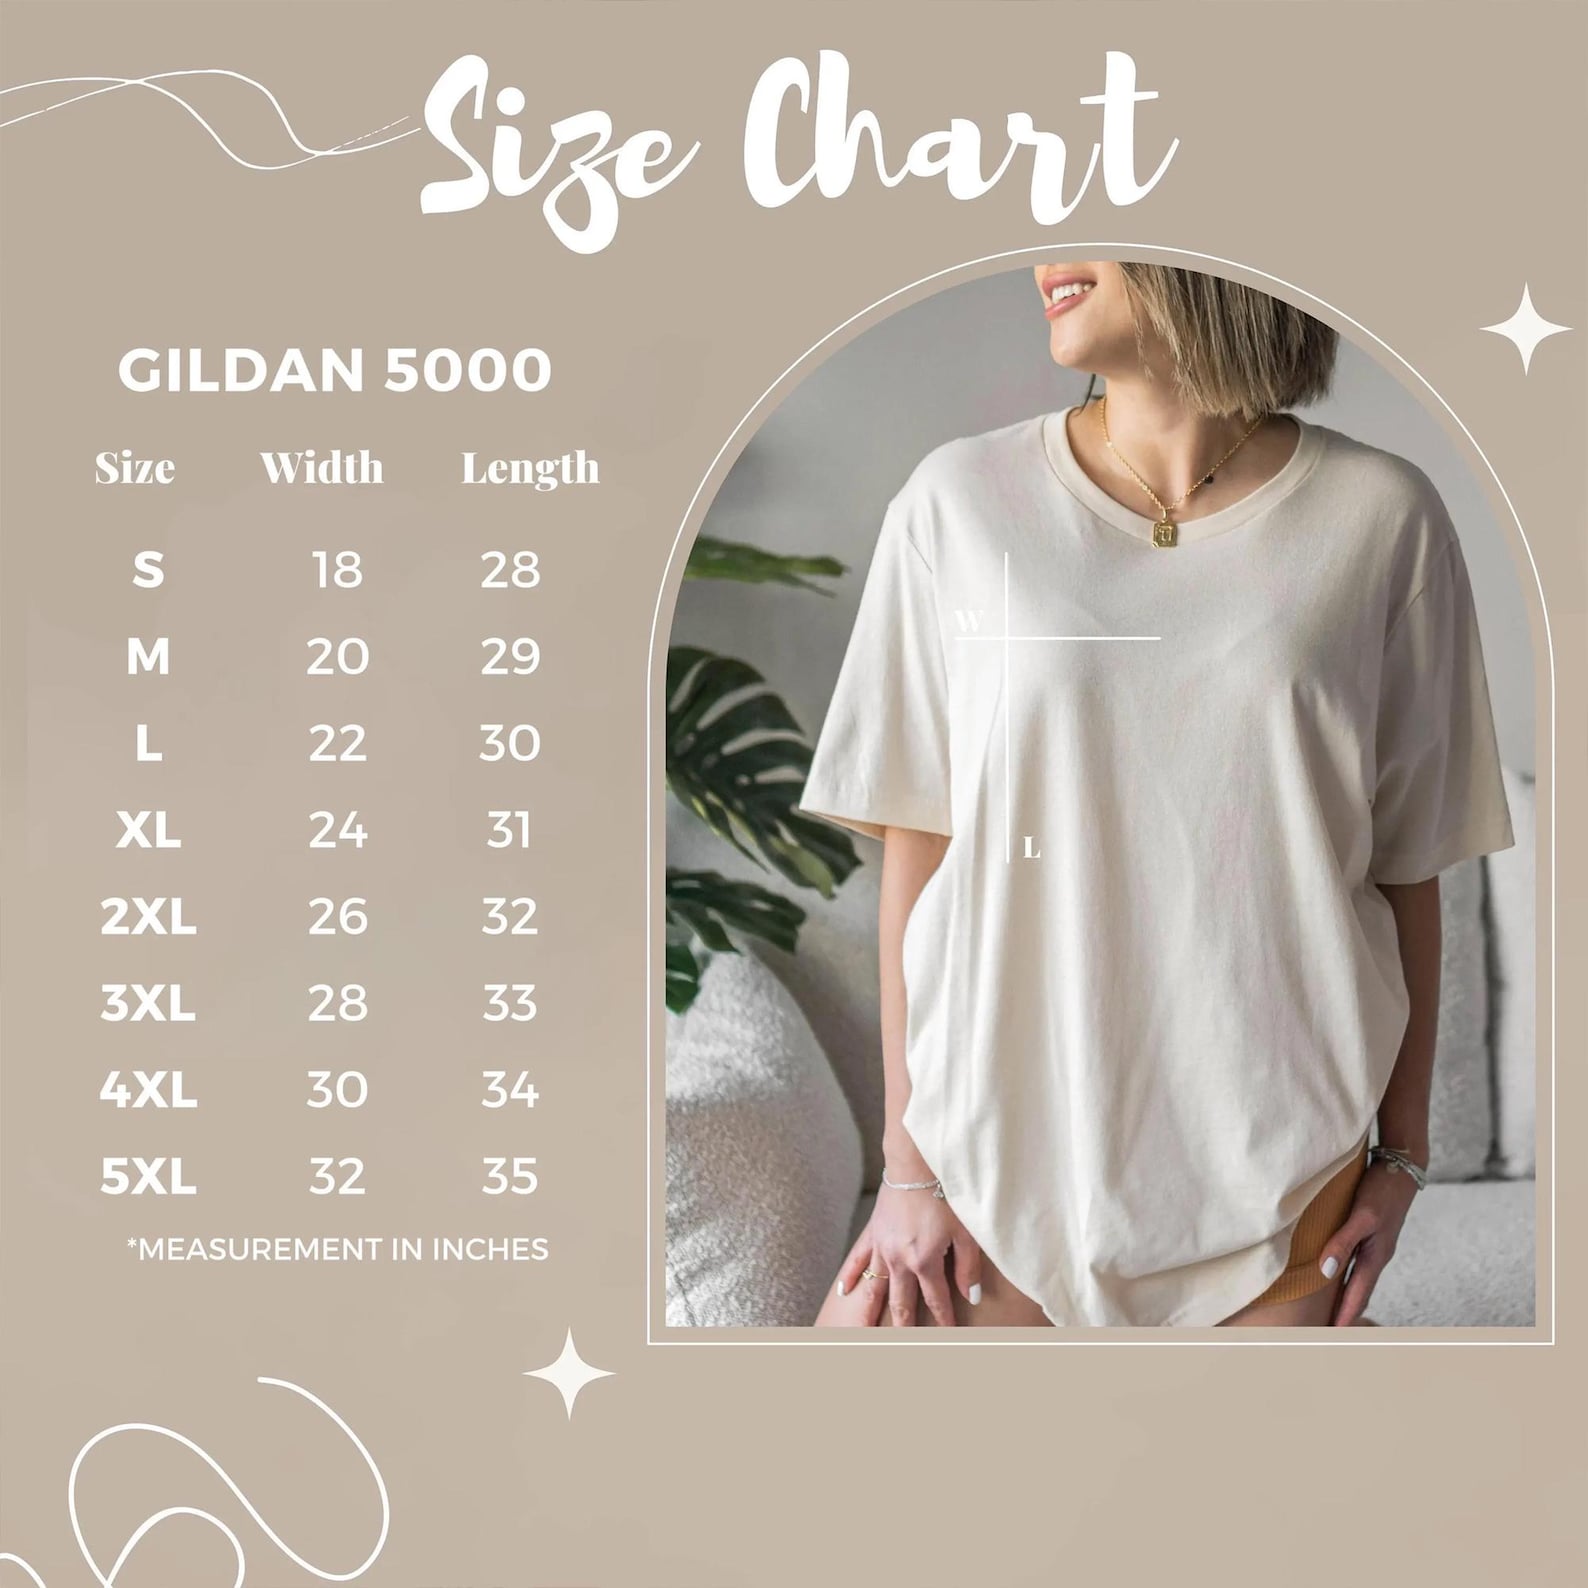 Size Chart
GILDAN 5000
Size Width Length
S 18 28
M 20 29
L 22 30
XL 24 31
2XL 26 32
3XL 28 33
4XL 30 34
5XL 32 35
*MEASUREMENT IN INCHES
W
L